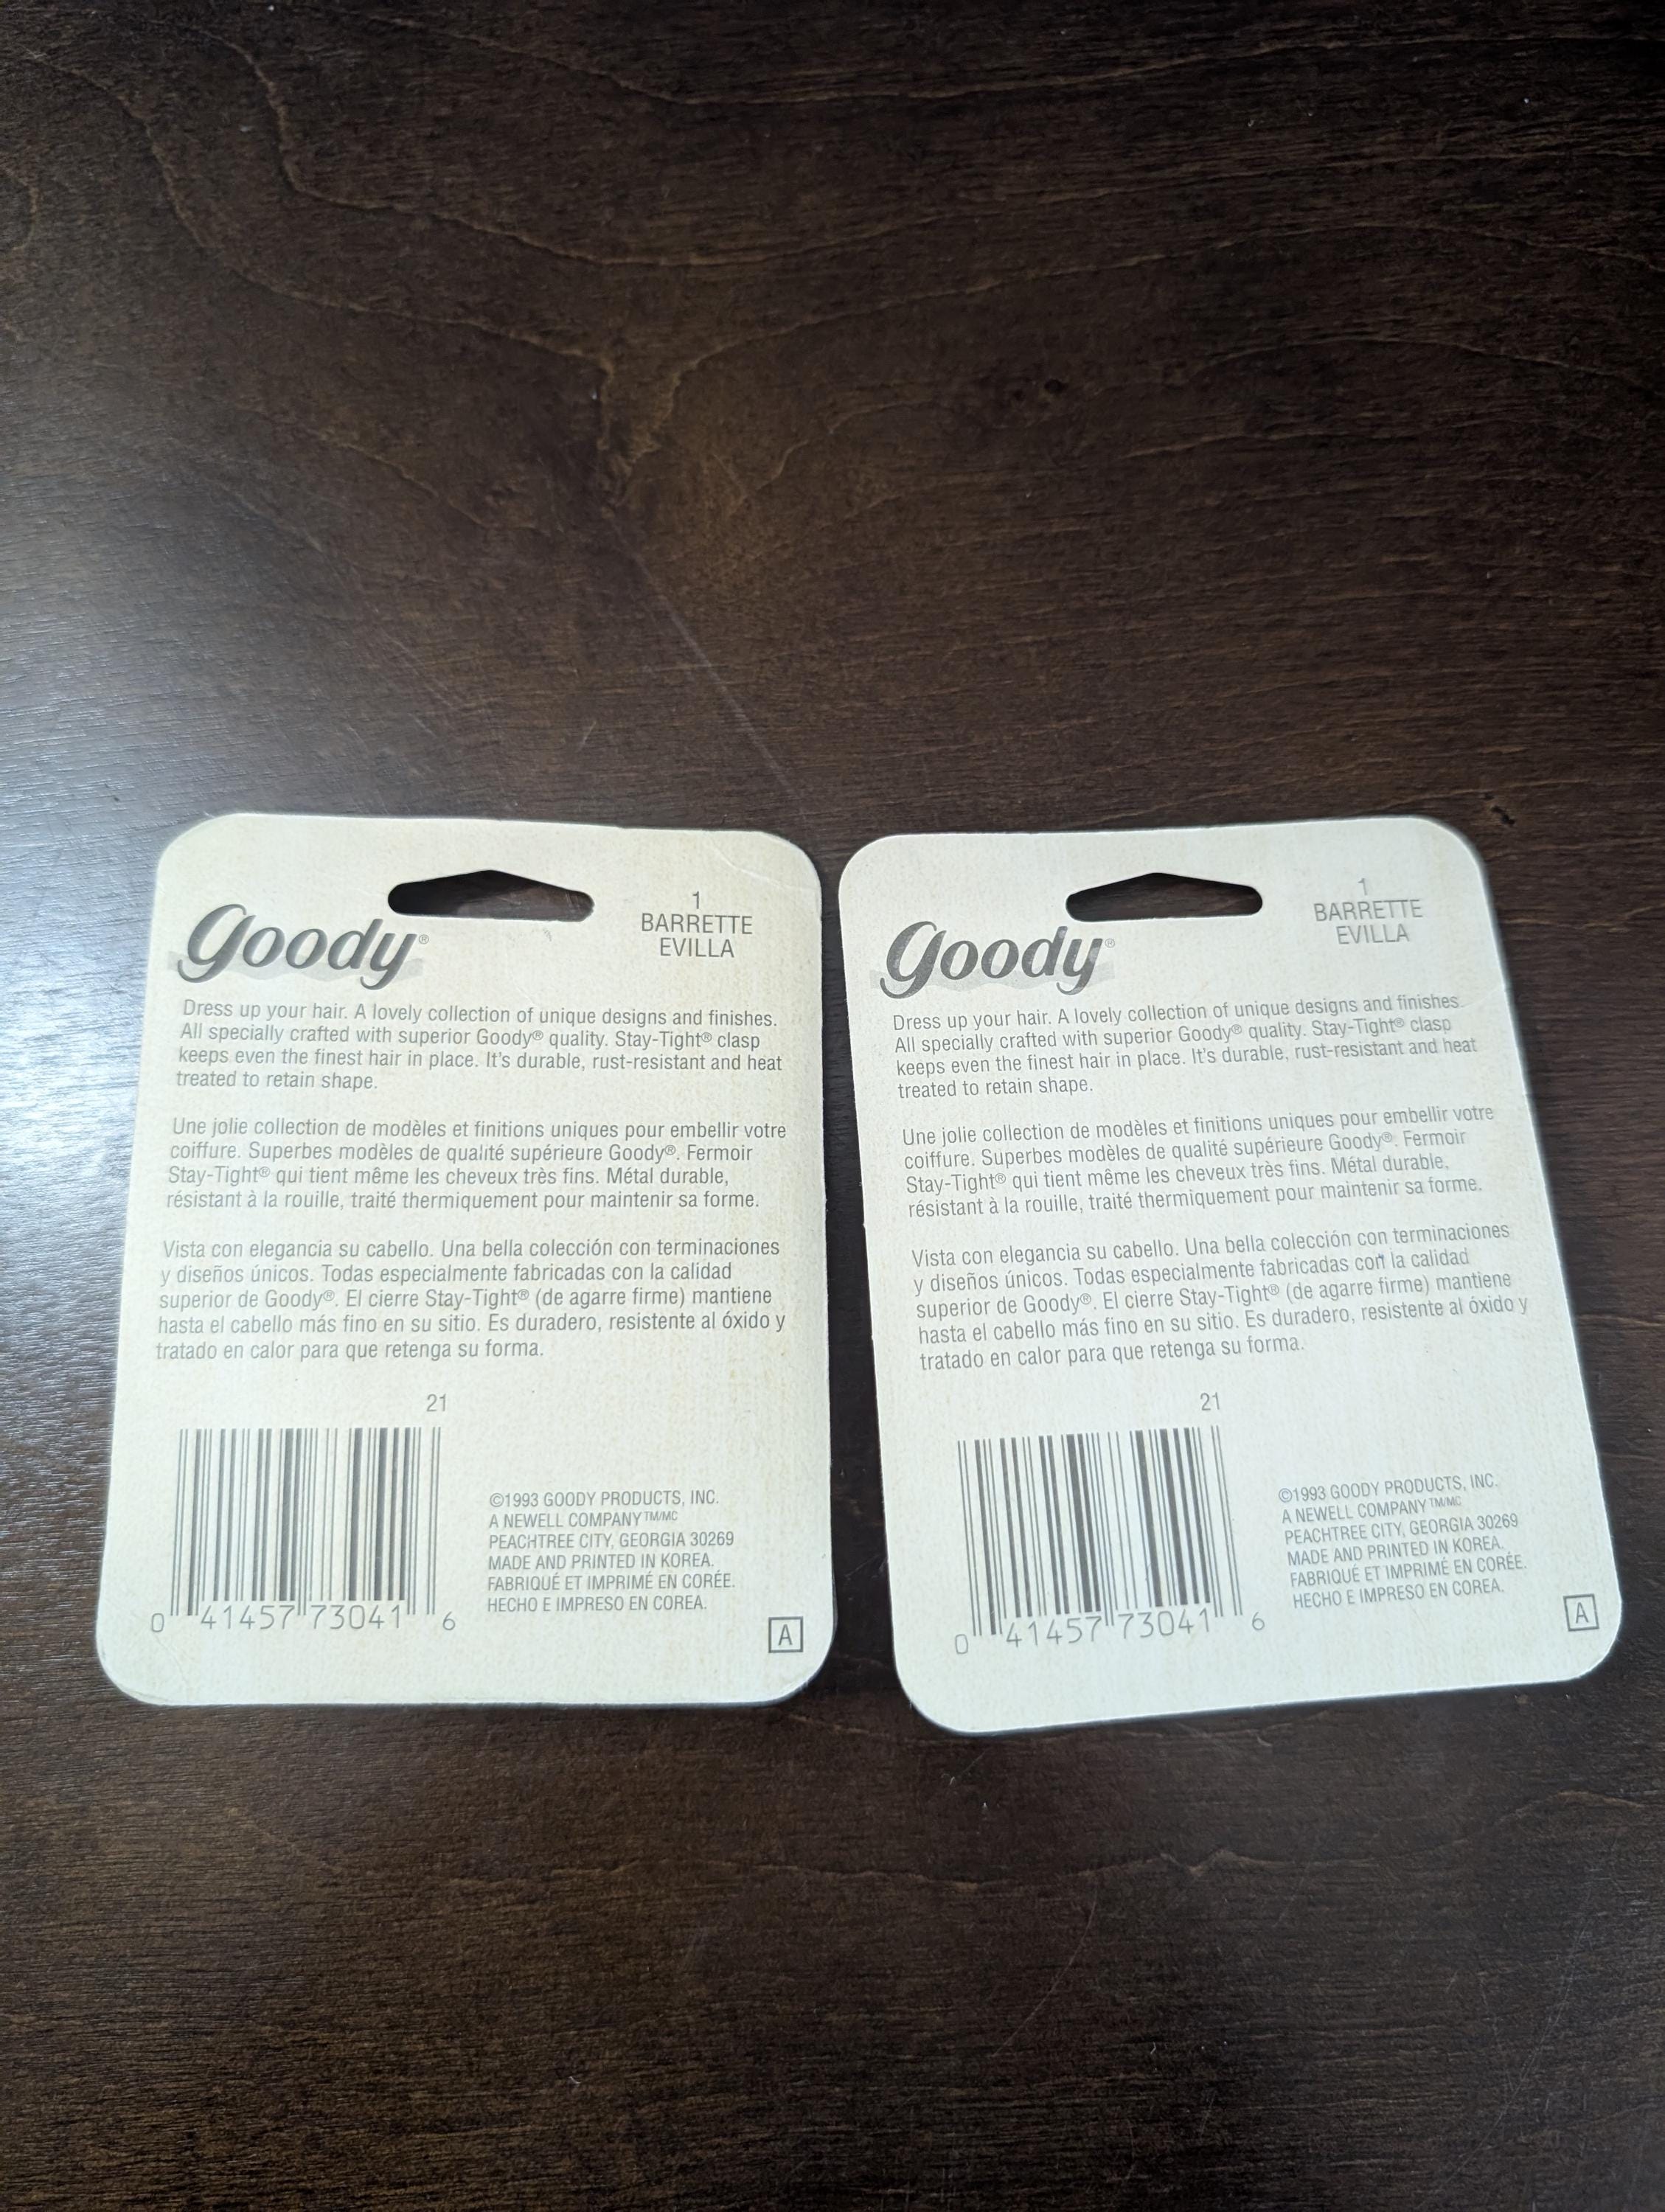 goody®
1
BARRETTE
EVILLA
Dress up your hair. A lovely collection of unique designs and finishes.
All specially crafted with superior Goody® quality. Stay-Tight® clasp
keeps even the finest hair in place. It's durable, rust-resistant and heat
treated to retain shape.
Une jolie collection de modèles et finitions uniques pour embellir votre
coiffure. Superbes modèles de qualité supérieure Goody®. Fermoir
Stay-Tight® qui tient même les cheveux très fins. Métal durable,
résistant à la rouille, traité thermiquement pour maintenir sa forme.
Vista con elegancia su cabello. Una bella colección con terminaciones
y diseños únicos. Todas especialmente fabricadas con la calidad
superior de Goody®. El cierre Stay-Tight® (de agarre firme) mantiene
hasta el cabello más fino en su sitio. Es duradero, resistente al óxido y
tratado en calor para que retenga su forma.
21
0 41457 73041 6
©1993 GOODY PRODUCTS, INC.
A NEWELL COMPANY TM/MC
PEACHTREE CITY, GEORGIA 30269
MADE AND PRINTED IN KOREA.
FABRIQUÉ ET IMPRIMÉ EN CORÉE.
HECHO E IMPRESO EN COREA.
A
goody®
1
BARRETTE
EVILLA
Dress up your hair. A lovely collection of unique designs and finishes.
All specially crafted with superior Goody® quality. Stay-Tight® clasp
keeps even the finest hair in place. It's durable, rust-resistant and heat
treated to retain shape.
Une jolie collection de modèles et finitions uniques pour embellir votre
coiffure. Superbes modèles de qualité supérieure Goody®. Fermoir
Stay-Tight® qui tient même les cheveux très fins. Métal durable,
résistant à la rouille, traité thermiquement pour maintenir sa forme.
Vista con elegancia su cabello. Una bella colección con terminaciones
y diseños únicos. Todas especialmente fabricadas con la calidad
superior de Goody®. El cierre Stay-Tight® (de agarre firme) mantiene
hasta el cabello más fino en su sitio. Es duradero, resistente al óxido y
tratado en calor para que retenga su forma.
21
0 41457 73041 6
©1993 GOODY PRODUCTS, INC.
A NEWELL COMPANY TM/MC
PEACHTREE CITY, GEORGIA 30269
MADE AND PRINTED IN KOREA.
FABRIQUÉ ET IMPRIMÉ EN CORÉE.
HECHO E IMPRESO EN COREA.
A